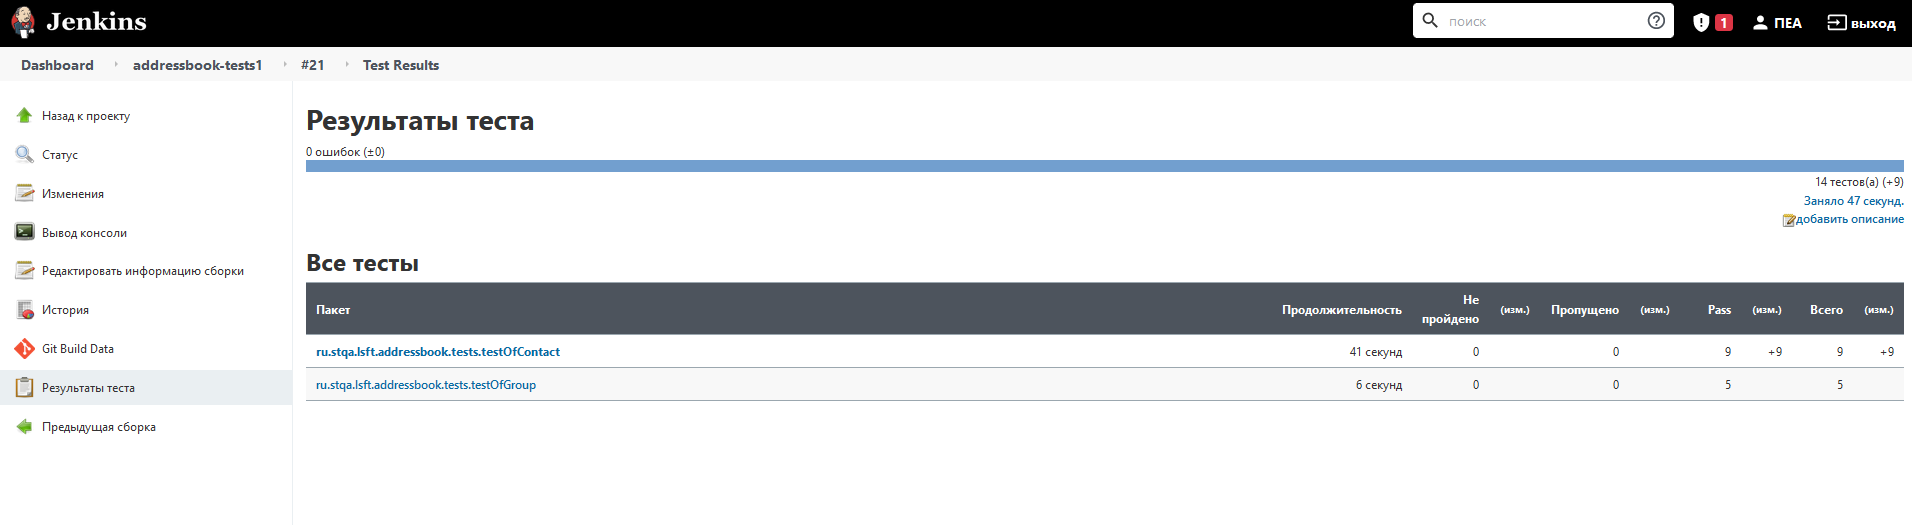 Jenkins
поиск
1
ПЕА
выход
Dashboard
addressbook-tests1
#21
Test Results
Назад к проекту
Статус
Изменения
Вывод консоли
Редактировать информацию сборки
История
Git Build Data
Результаты теста
Предыдущая сборка
Результаты теста
0 ошибок (±0)
14 тестов(а) (+9)
Заняло 47 секунд.
добавить описание
Все тесты
Пакет Продолжительность Не пройдено (изм.) Пропущено (изм.) Pass (изм.) Всего (изм.)
ru.stqa.lsft.addressbook.tests.testOfContact 41 секунд 0 0 9 +9 9 +9
ru.stqa.lsft.addressbook.tests.testOfGroup 6 секунд 0 0 5 5